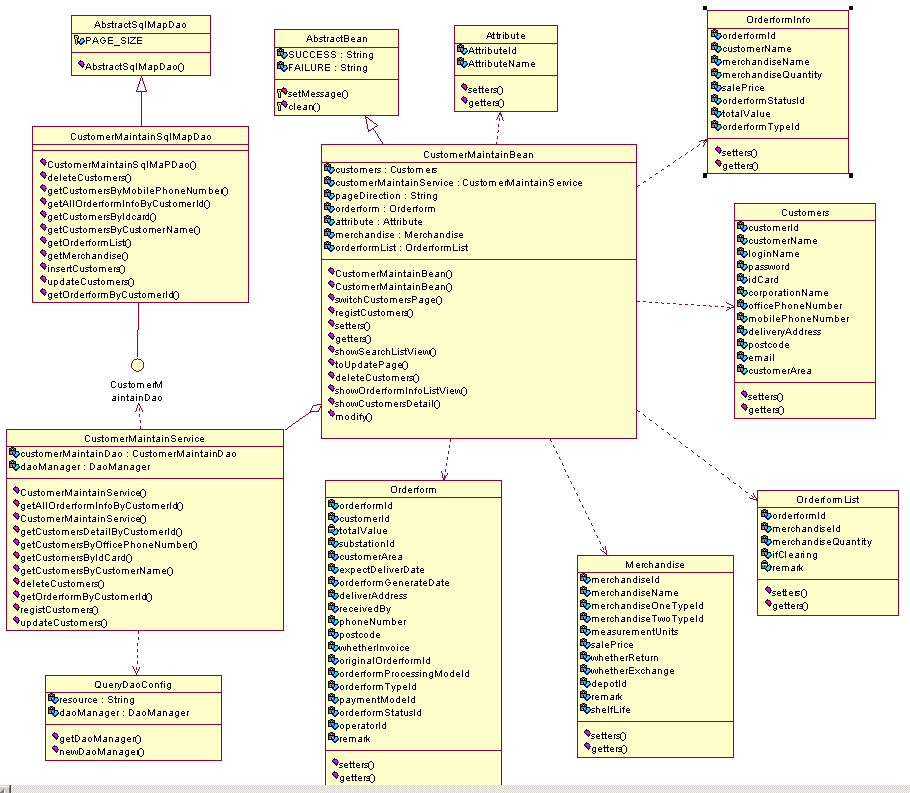 AbstractSqlMapDao
PAGE_SIZE
AbstractSqlMapDao()
CustomerMaintainSqlMapDao
CustomerMaintainSqlMaPDao()
deleteCustomers()
getCustomersByMobilePhoneNumber()
getAllOrderformInfoByCustomerId()
getCustomersByIdcard()
getCustomersByCustomerName()
getOrderformList()
getMerchandise()
insertCustomers()
updateCustomers()
getOrderformByCustomerId()
CustomerM
aintainDao
CustomerMaintainService
customerMaintainDao : CustomerMaintainDao
daoManager : DaoManager
CustomerMaintainService()
getAllOrderformInfoByCustomerId()
CustomerMaintainService()
getCustomersDetailByCustomerId()
getCustomersByOfficePhoneNumber()
getCustomersByIdCard()
getCustomersByCustomerName()
deleteCustomers()
getOrderformByCustomerId()
registCustomers()
updateCustomers()
QueryDaoConfig
resource : String
daoManager : DaoManager
getDaoManager()
newDaoManager()
AbstractBean
SUCCESS : String
FAILURE : String
setMessage()
clean()
Attribute
AttributeId
AttributeName
setters()
getters()
CustomerMaintainBean
customers : Customers
customerMaintainService : CustomerMaintainService
pageDirection : String
orderform : Orderform
attribute : Attribute
merchandise : Merchandise
orderformList : OrderformList
CustomerMaintainBean()
CustomerMaintainBean()
switchCustomersPage()
registCustomers()
setters()
getters()
showSearchListView()
toUpdatePage()
deleteCustomers()
showOrderformInfoListView()
showCustomersDetail()
modify()
Orderform
orderformId
customerId
totalValue
substationId
customerArea
expectDeliverDate
orderformGenerateDate
deliverAddress
receivedBy
phoneNumber
postcode
whetherInvoice
originalOrderformId
orderformProcessingModeId
orderformTypeId
paymentModeId
orderformStatusId
operatorId
remark
setters()
getters()
Merchandise
merchandiseId
merchandiseName
merchandiseOneTypeId
merchandiseTwoTypeId
measurementUnits
salePrice
whetherReturn
whetherExchange
depotId
remark
shelfLife
setters()
getters()
OrderformInfo
orderformId
customerName
merchandiseName
merchandiseQuantity
salePrice
orderformStatusId
totalValue
orderformTypeId
setters()
getters()
Customers
customerId
customerName
loginName
password
idCard
corporationName
officePhoneNumber
mobilePhoneNumber
deliveryAddress
postcode
email
customerArea
setters()
getters()
OrderformList
orderformId
merchandiseId
merchandiseQuantity
ifClearing
remark
setters()
getters()